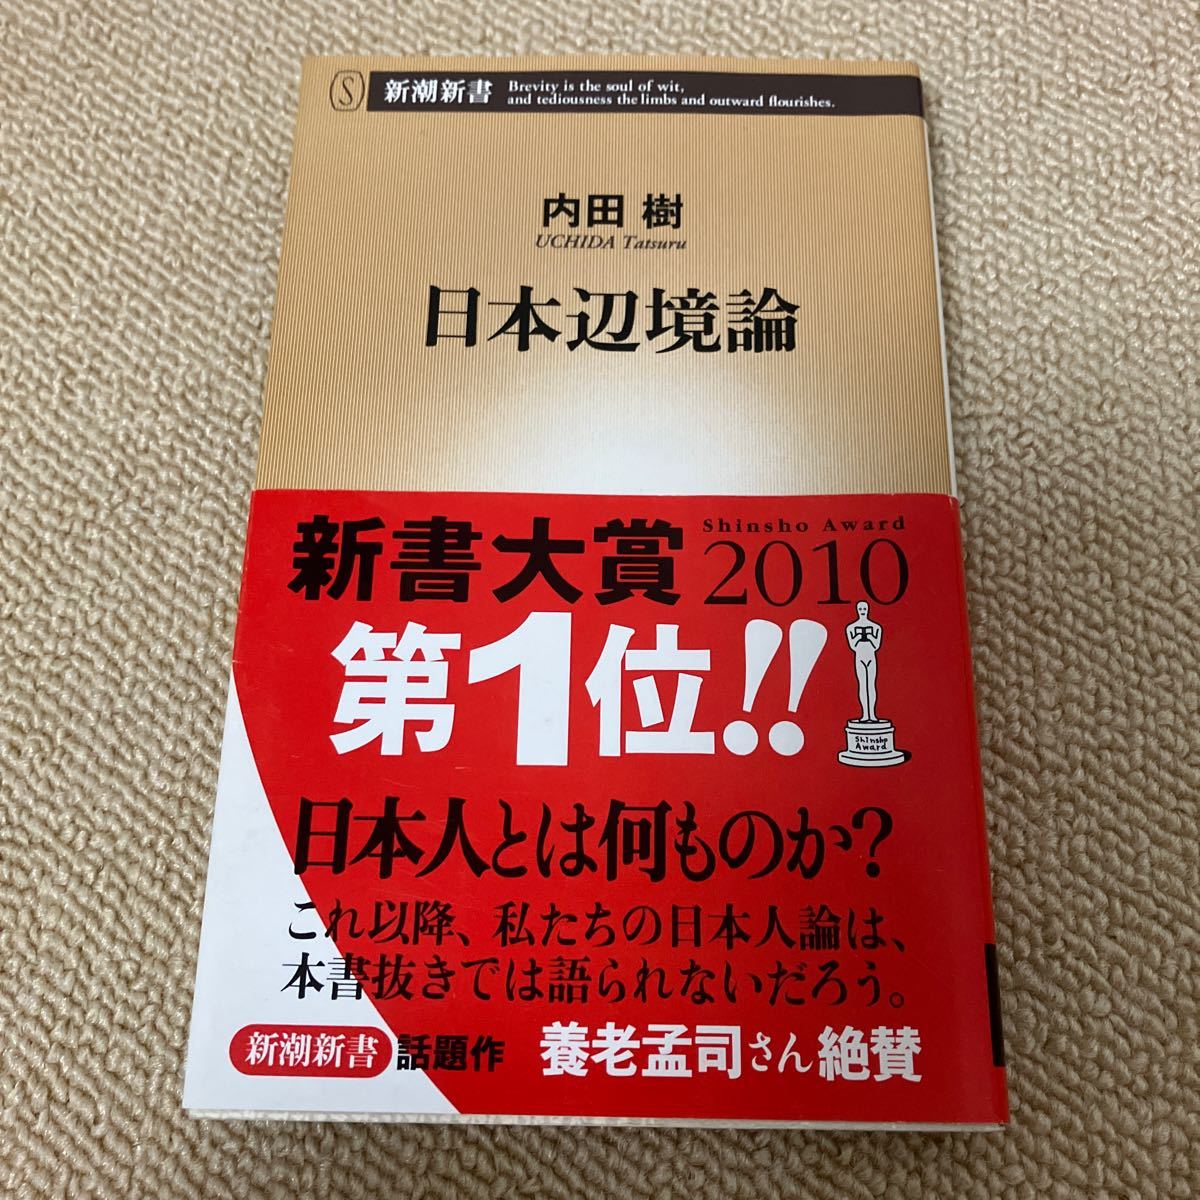 S 新潮新書 Brevity is the soul of wit,
and tediousness the limbs and outward flourishes.
内田 樹
UCHIDA Tatsuru
日本辺境論
新書大賞 Shinsho Award
2010
第1位!!
Shinsho
Award
日本人とは何ものか?
これ以降、私たちの日本人論は、
本書抜きでは語られないだろう。
新潮新書 話題作 養老孟司さん絶賛